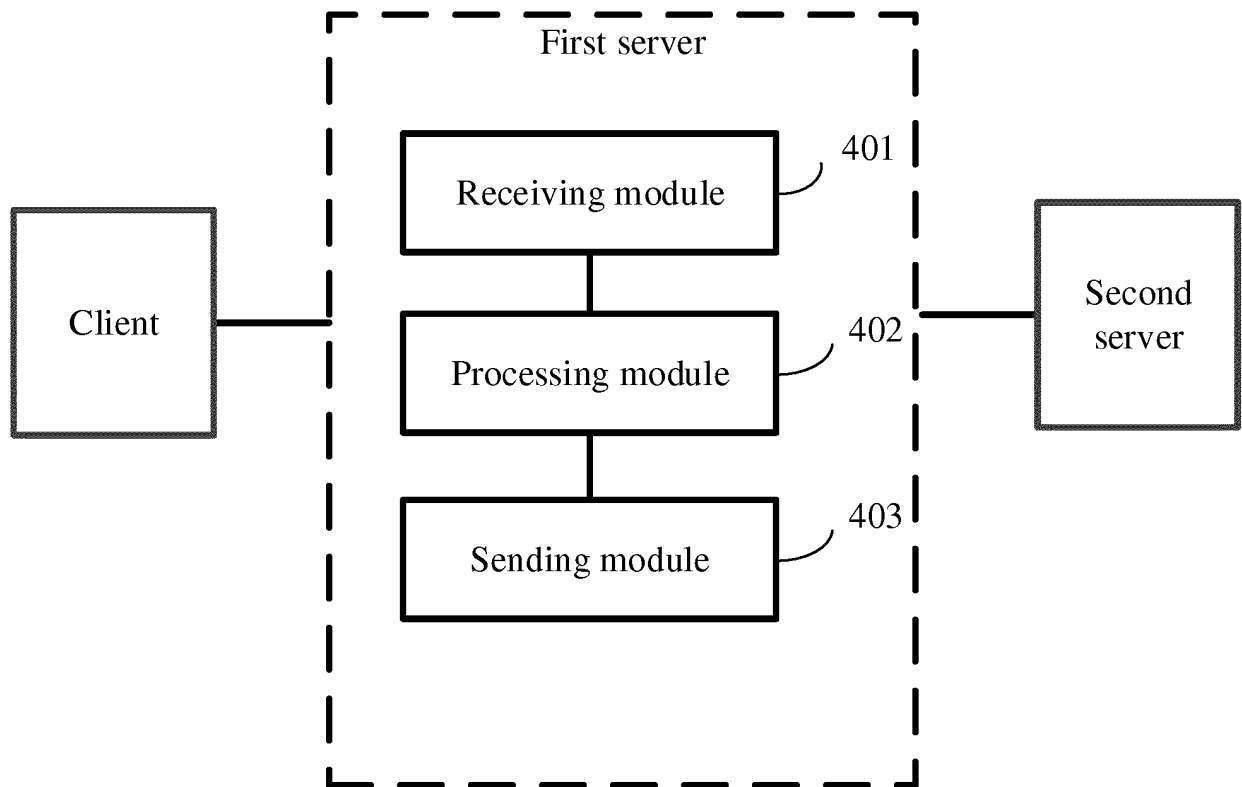 First server
401
Receiving module
Client
402
Processing module
Second
server
403
Sending module